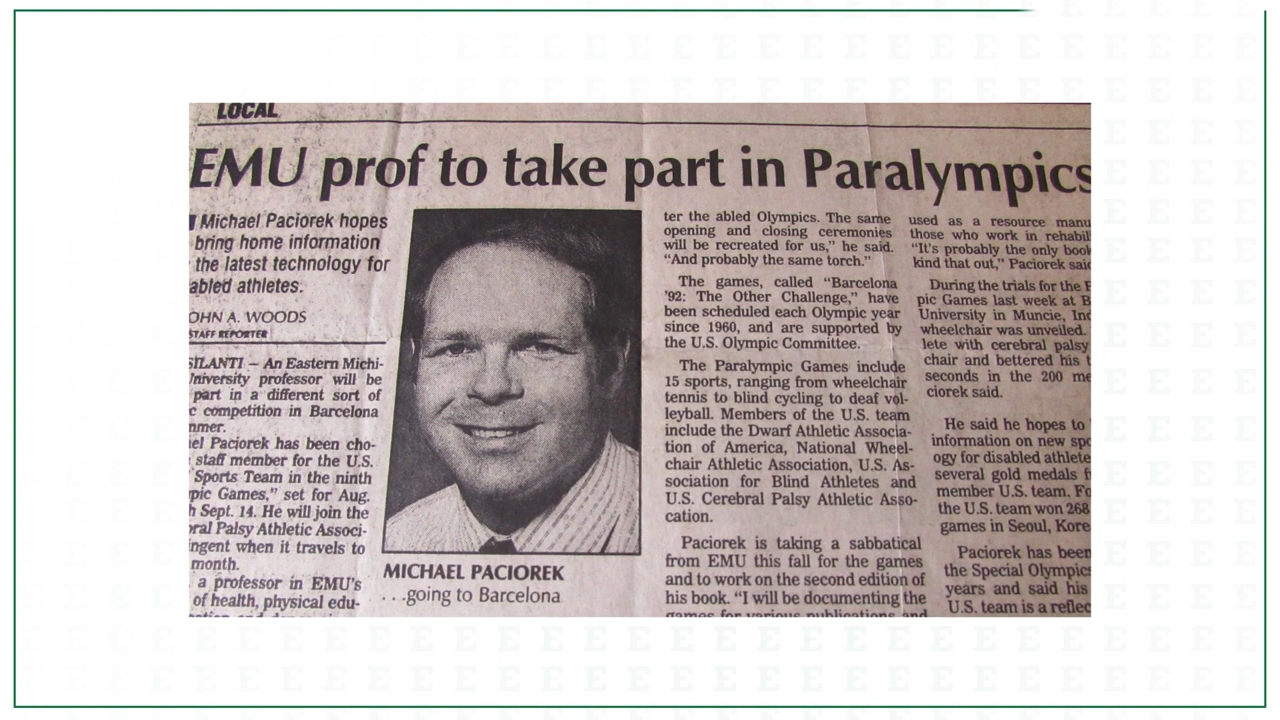 LOCAL
EMU prof to take part in Paralympics
Michael Paciorek hopes
bring home information
the latest technology for
abled athletes.
OHN A. WOODS
STAFF REPORTER
SILANTI — An Eastern Michi-
University professor will be
part in a different sort of
c competition in Barcelona
mmer.
el Paciorek has been cho-
staff member for the U.S.
Sports Team in the ninth
pic Games," set for Aug.
h Sept. 14. He will join the
ral Palsy Athletic Associ-
ingent when it travels to
month.
a professor in EMU's
of health, physical edu-
MICHAEL PACIOREK
. . .going to Barcelona
ter the abled Olympics. The same
opening and closing ceremonies
will be recreated for us," he said.
"And probably the same torch."
The games, called "Barcelona
'92: The Other Challenge," have
been scheduled each Olympic year
since 1960, and are supported by
the U.S. Olympic Committee.
The Paralympic Games include
15 sports, ranging from wheelchair
tennis to blind cycling to deaf vol-
leyball. Members of the U.S. team
include the Dwarf Athletic Associa-
tion of America, National Wheel-
chair Athletic Association, U.S. As-
sociation for Blind Athletes and
U.S. Cerebral Palsy Athletic Asso-
cation.
Paciorek is taking a sabbatical
from EMU this fall for the games
and to work on the second edition of
his book. "I will be documenting the
games for various publications and
used as a resource manu
those who work in rehabil
"It's probably the only book
kind that out," Paciorek said
During the trials for the P
pic Games last week at B
University in Muncie, Ind
wheelchair was unveiled.
lete with cerebral palsy
chair and bettered his t
seconds in the 200 me
ciorek said.
He said he hopes to
information on new spo
ogy for disabled athlete
several gold medals f
member U.S. team. Fo
the U.S. team won 268
games in Seoul, Kore
Paciorek has been
the Special Olympics
years and said his
U.S. team is a reflec